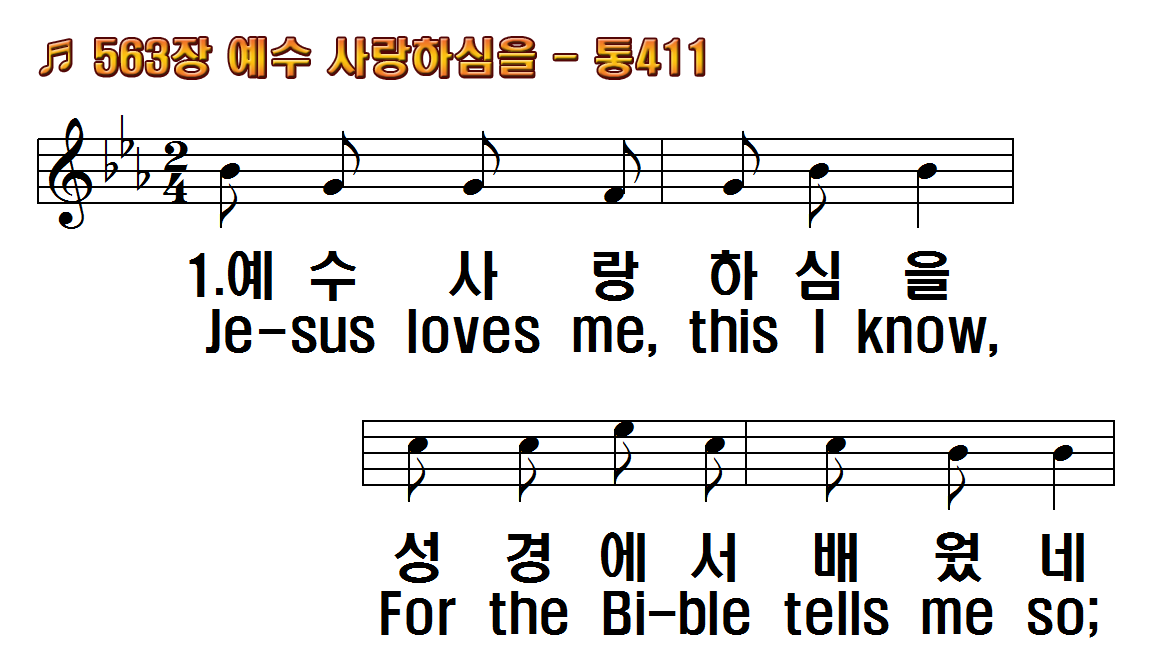 563장 예수 사랑하심을 - 통411
1.예 수 사 랑 하 심 을
Je-sus loves me, this I know,
성 경 에 서 배 웠 네
For the Bi-ble tells me so;